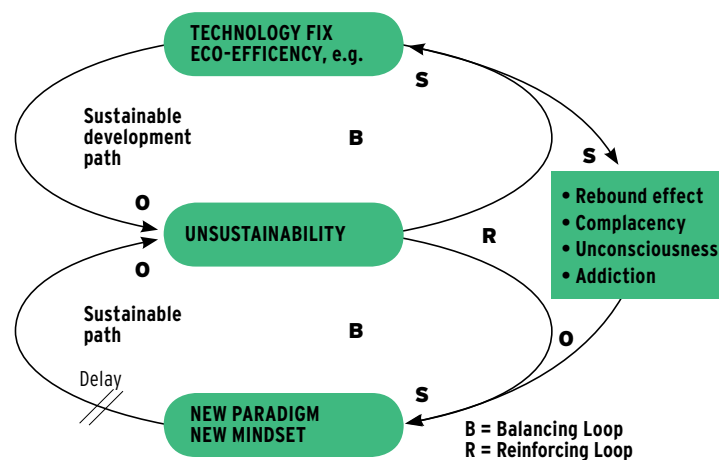 TECHNOLOGY FIX
ECO-EFFICENCY, e.g.
S
Sustainable
development
path
B
S
O
UNSUSTAINABILITY
R
• Rebound effect
• Complacency
• Unconsciousness
• Addiction
O
Sustainable
path
B
O
Delay
S
NEW PARADIGM
NEW MINDSET
B = Balancing Loop
R = Reinforcing Loop